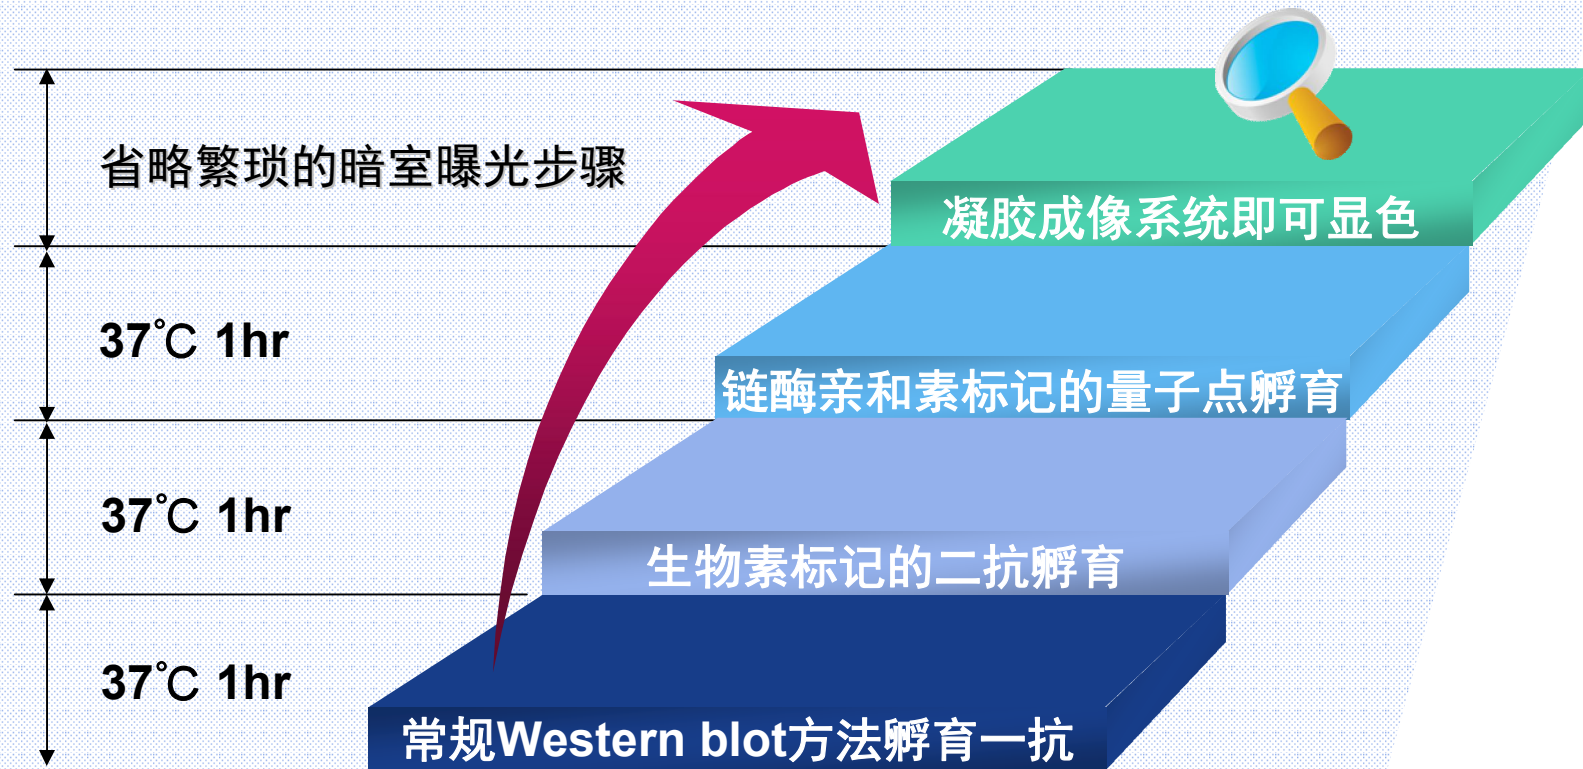 省略繁琐的暗室曝光步骤
凝胶成像系统即可显色
37℃ 1hr
链酶亲和素标记的量子点孵育
37℃ 1hr
生物素标记的二抗孵育
37℃ 1hr
常规Western blot方法孵育一抗